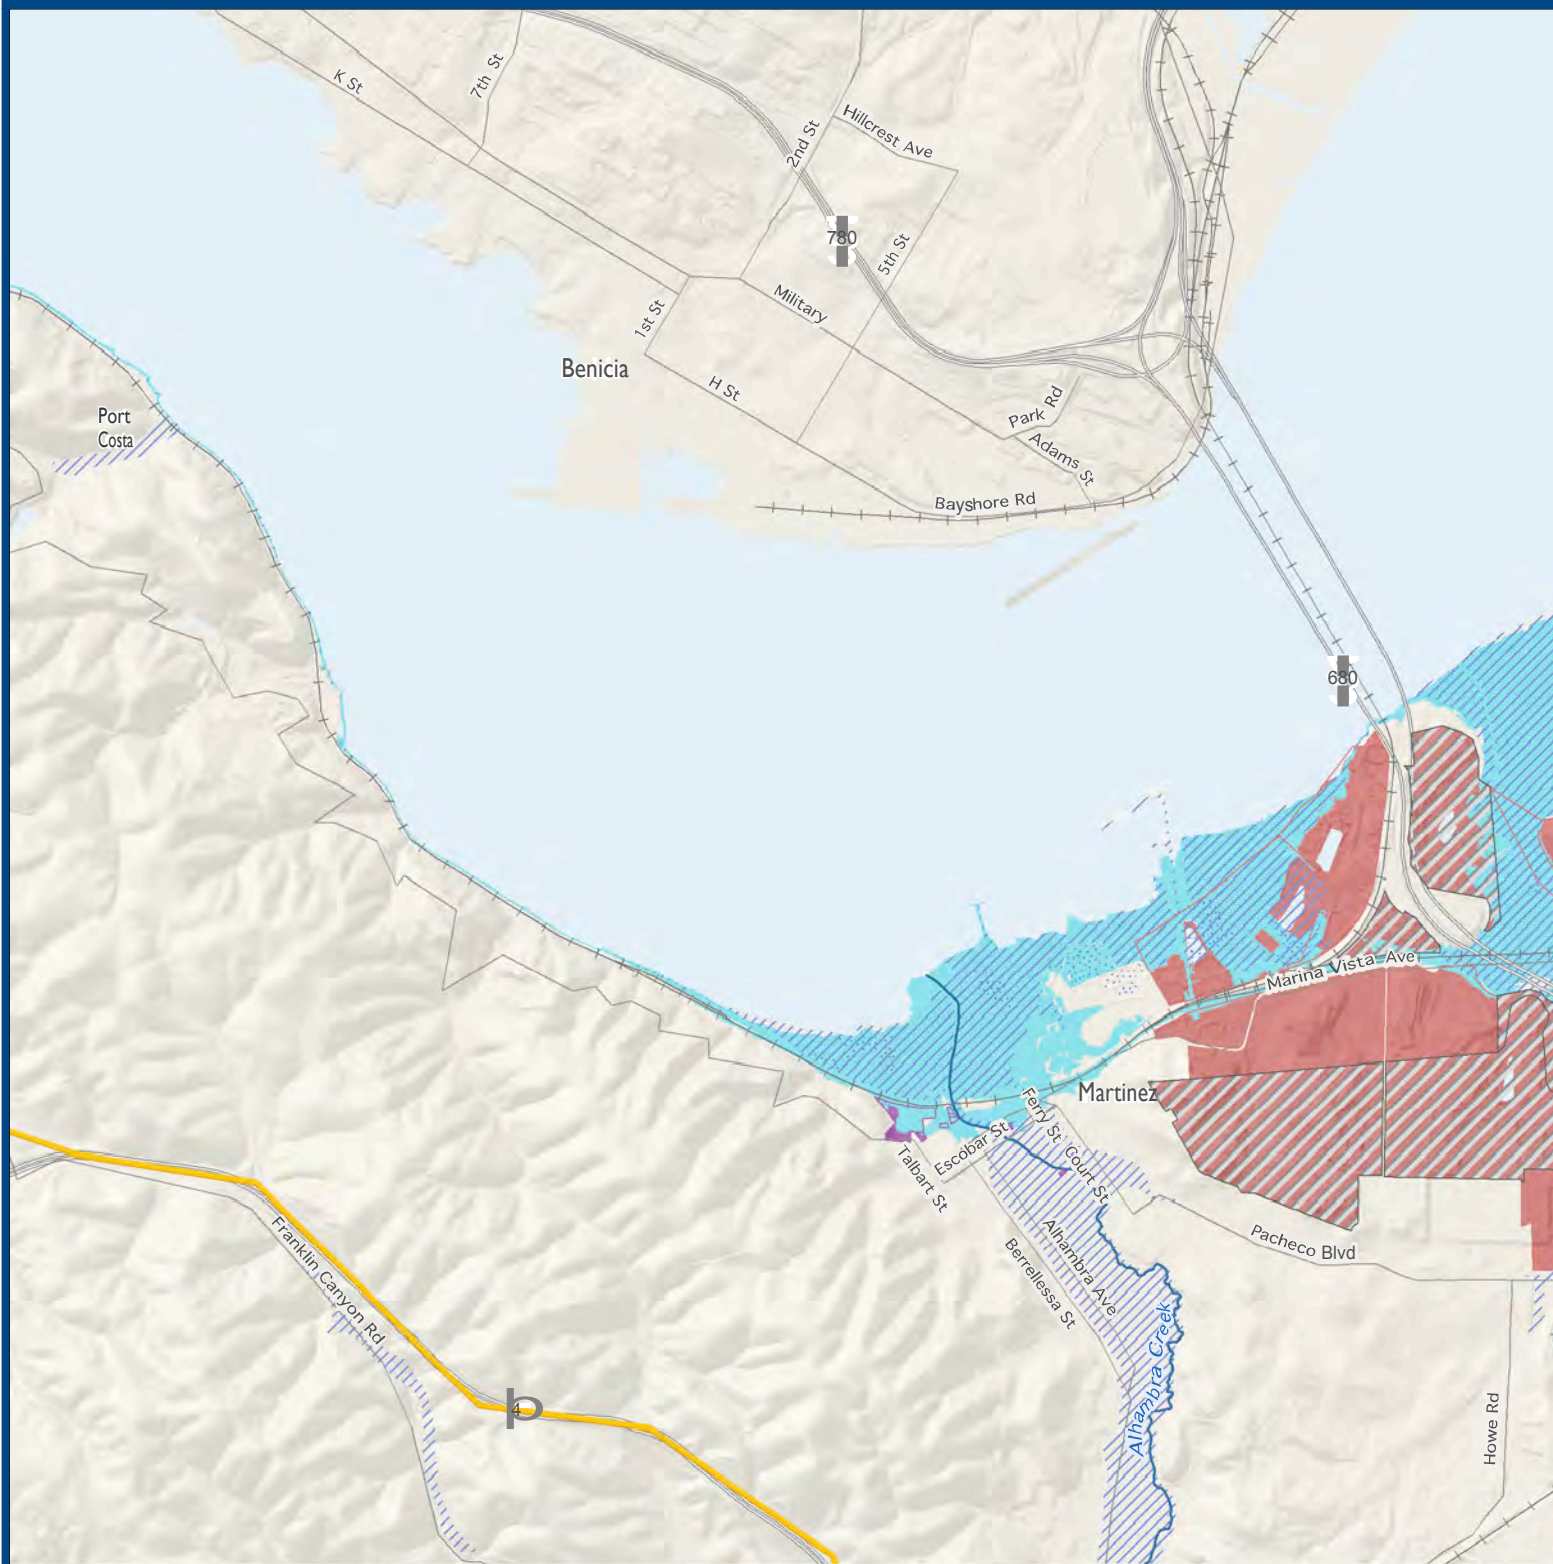 K St
7th St
2nd St
Hillcrest Ave
780
5th St
Military
1st St
Benicia
H St
Park Rd
Adams St
Bayshore Rd
Port
Costa
680
Marina Vista Ave
Martinez
Ferry St
Court St
Escobar St
Talbart St
Alhambra Ave
Berrellessa St
Pacheco Blvd
Franklin Canyon Rd
Alhambra Creek
4
Howe Rd